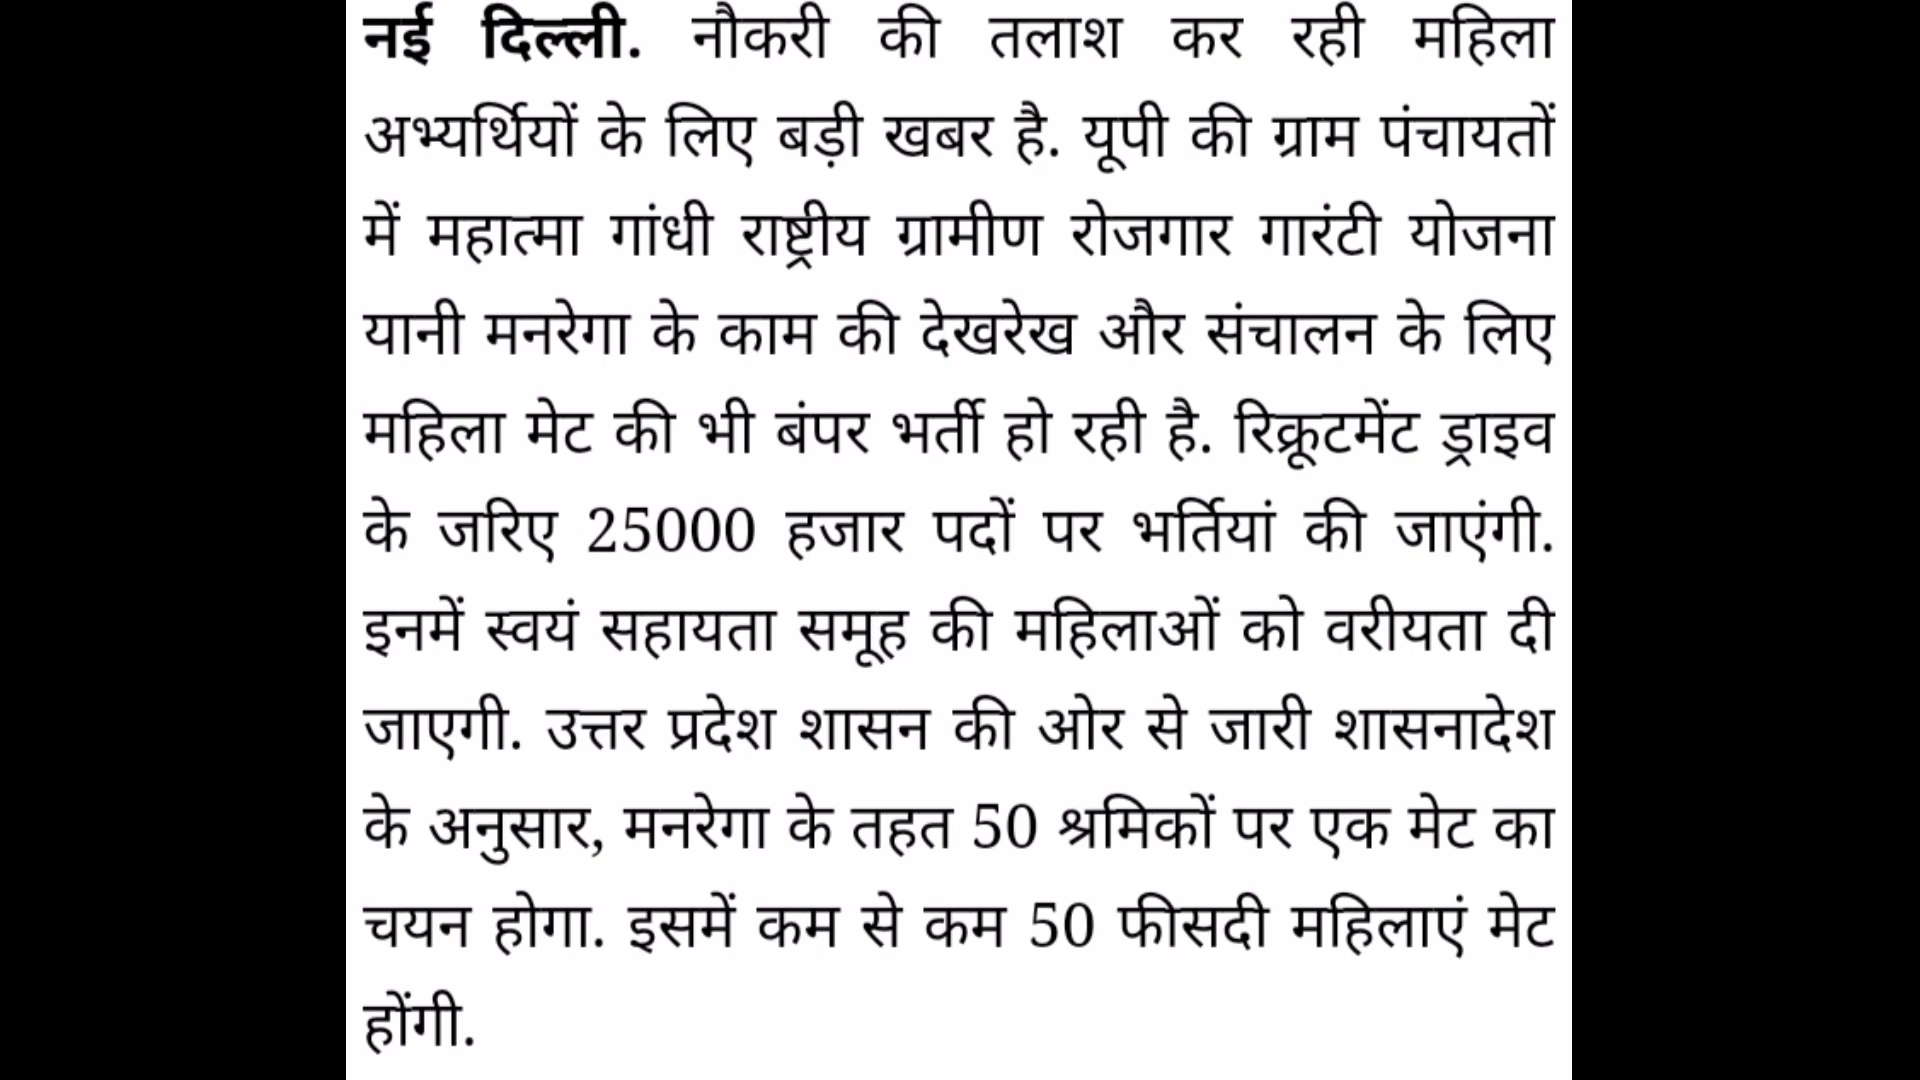 नई दिल्ली. नौकरी की तलाश कर रही महिला
अभ्यर्थियों के लिए बड़ी खबर है. यूपी की ग्राम पंचायतों
में महात्मा गांधी राष्ट्रीय ग्रामीण रोजगार गारंटी योजना
यानी मनरेगा के काम की देखरेख और संचालन के लिए
महिला मेट की भी बंपर भर्ती हो रही है. रिक्रूटमेंट ड्राइव
के जरिए 25000 हजार पदों पर भर्तियां की जाएंगी.
इनमें स्वयं सहायता समूह की महिलाओं को वरीयता दी
जाएगी. उत्तर प्रदेश शासन की ओर से जारी शासनादेश
के अनुसार, मनरेगा के तहत 50 श्रमिकों पर एक मेट का
चयन होगा. इसमें कम से कम 50 फीसदी महिलाएं मेट
होंगी.